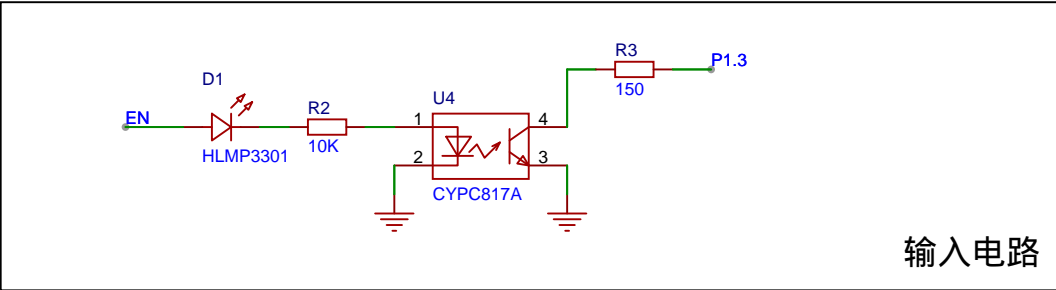 R3
P1.3
150
D1
EN
HLMP3301
R2
10K
U4
1
4
2
3
CYPC817A
输入电路